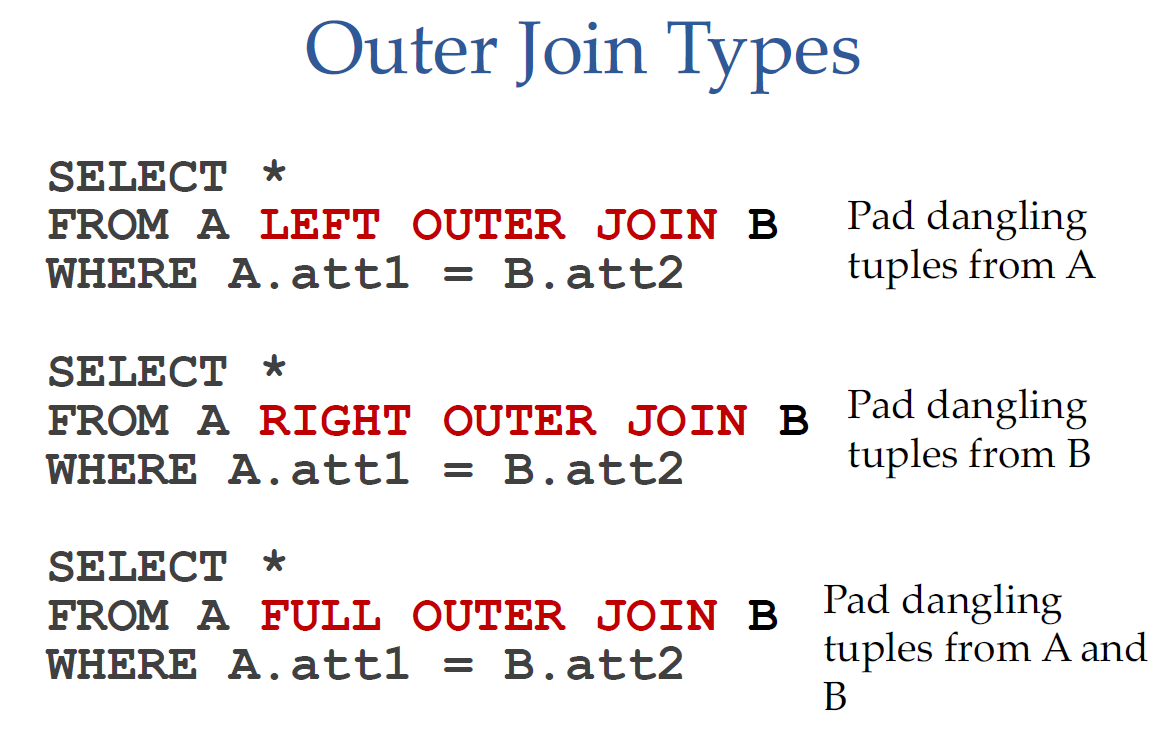 Outer Join Types
SELECT *
FROM A LEFT OUTER JOIN B
WHERE A.att1 = B.att2
Pad dangling
tuples from A
SELECT *
FROM A RIGHT OUTER JOIN B
WHERE A.att1 = B.att2
Pad dangling
tuples from B
SELECT *
FROM A FULL OUTER JOIN B
WHERE A.att1 = B.att2
Pad dangling
tuples from A and
B